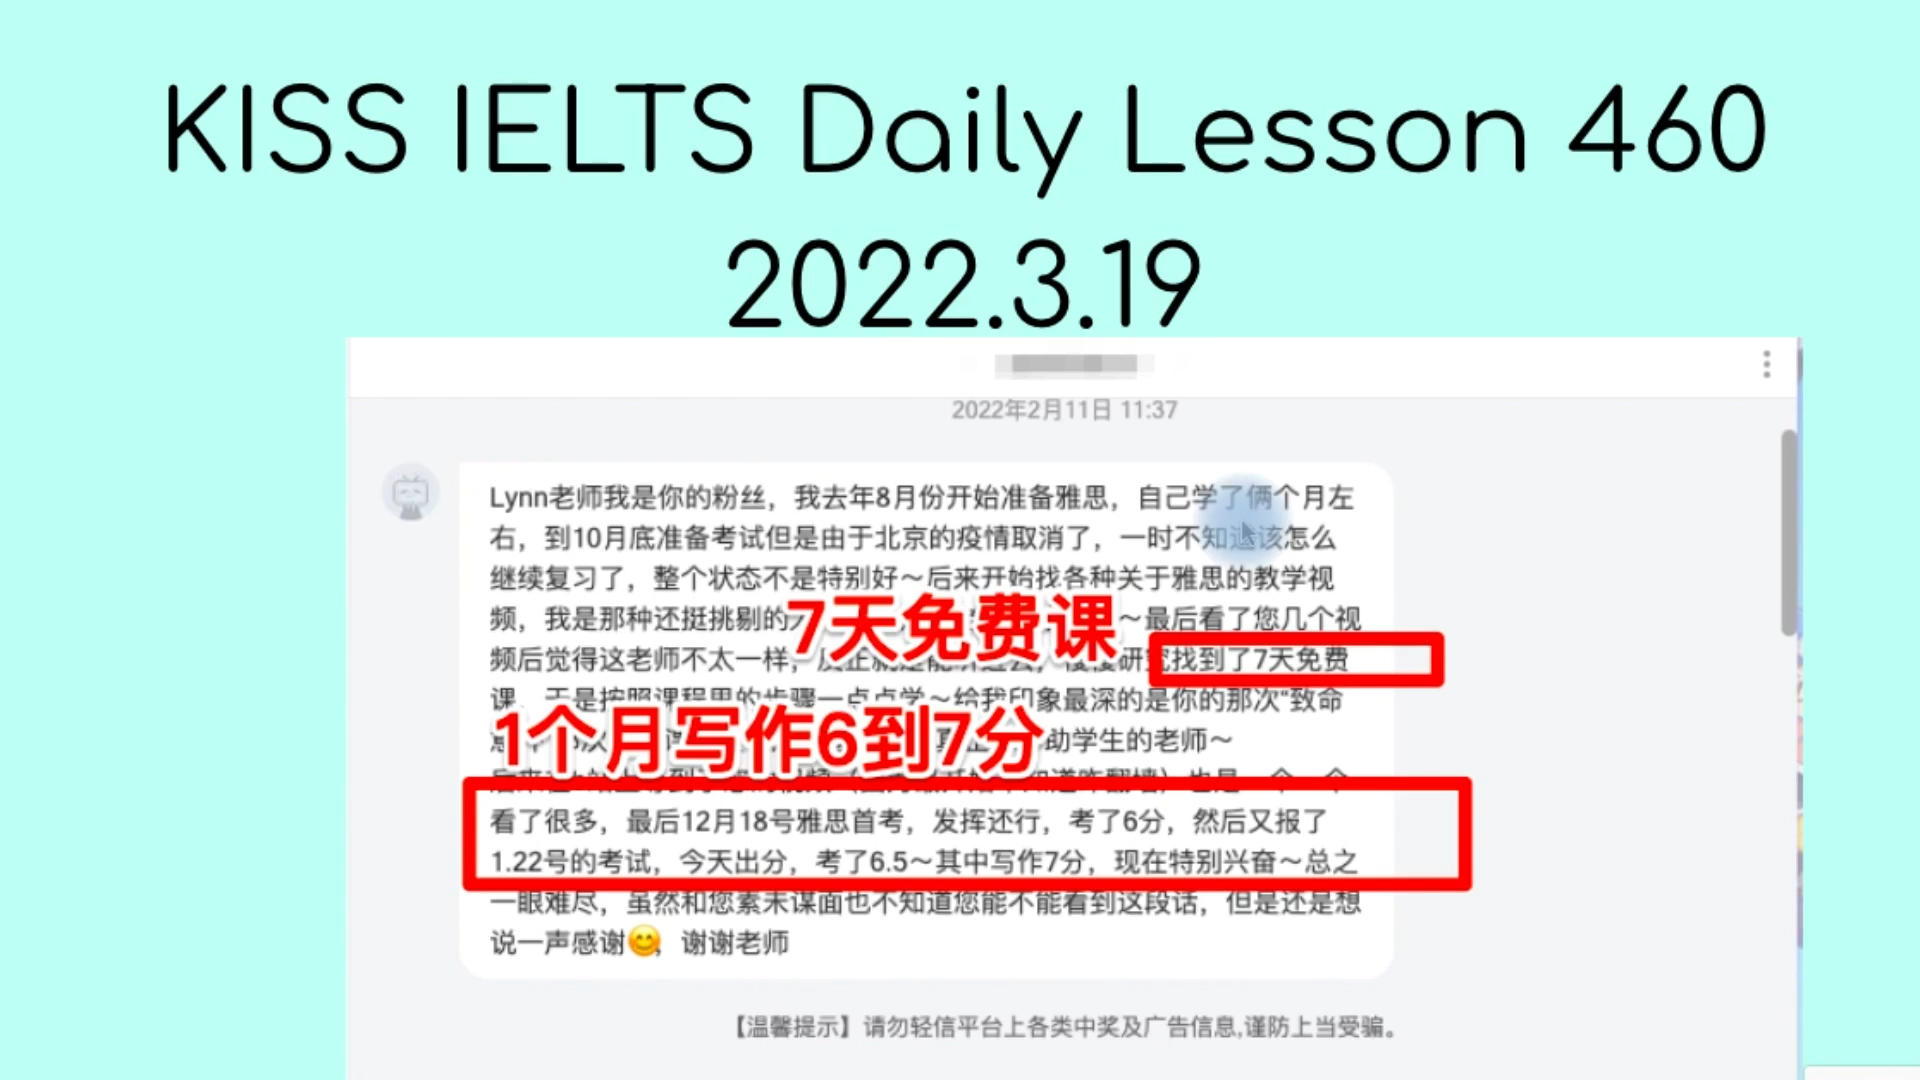 KISS IELTS Daily Lesson 460
2022.3.19
2022年2月11日 11:37
Lynn老师我是你的粉丝，我去年8月份开始准备雅思，自己学了俩个月左
右，到10月底准备考试但是由于北京的疫情取消了，一时不知道该怎么
继续复习了，整个状态不是特别好～后来开始找各种关于雅思的教学视
频，我是那种还挺挑剔的 ～最后看了您几个视
7天免费课
频后觉得这老师不太一样， 研究找到了7天免费
课，于是按照课程里的步骤一点点学～给我印象最深的是你的那次“致命
1个月写作6到7分
助学生的老师～
看了很多，最后12月18号雅思首考，发挥还行，考了6分，然后又报了
1.22号的考试，今天出分，考了6.5～其中写作7分，现在特别兴奋～总之
一眼难尽，虽然和您素未谋面也不知道您能不能看到这段话，但是还是想
说一声感谢😊，谢谢老师
【温馨提示】请勿轻信平台上各类中奖及广告信息,谨防上当受骗。